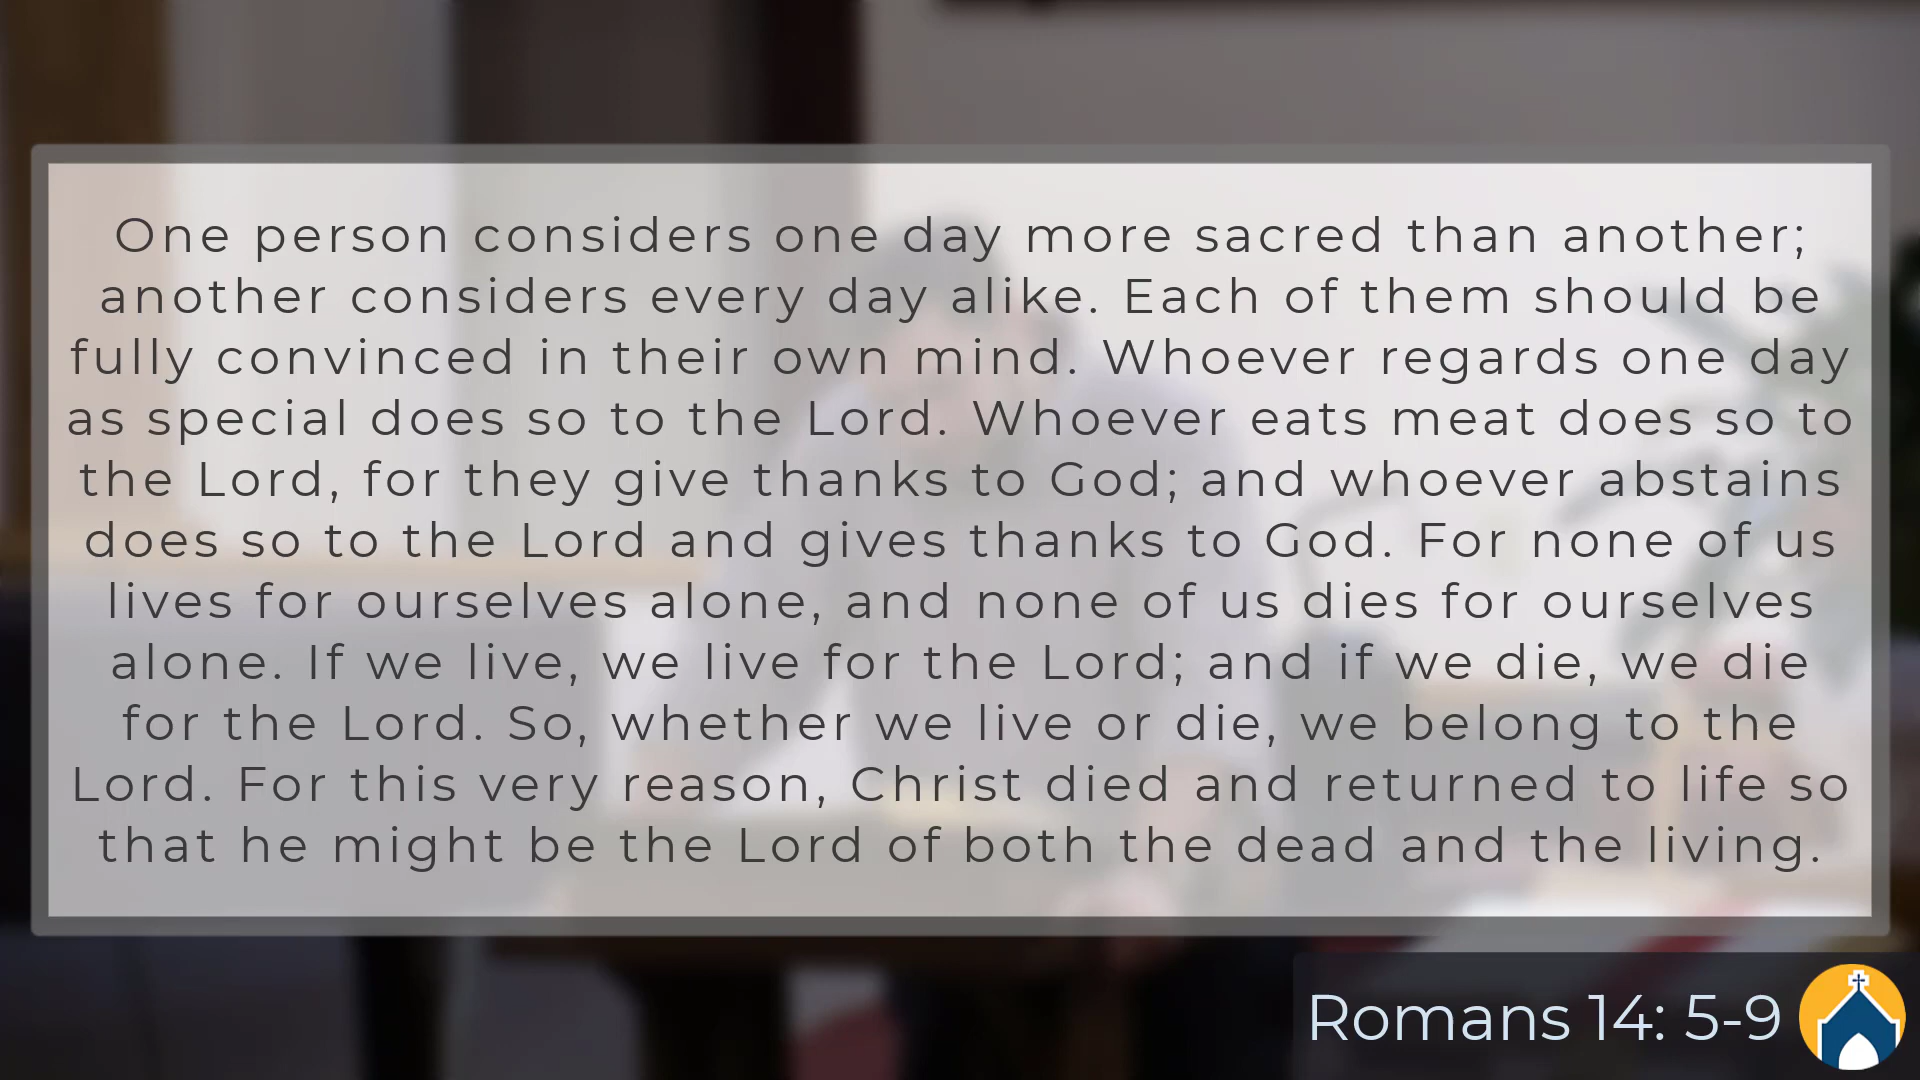 One person considers one day more sacred than another;
another considers every day alike. Each of them should be
fully convinced in their own mind. Whoever regards one day
as special does so to the Lord. Whoever eats meat does so to
the Lord, for they give thanks to God; and whoever abstains
does so to the Lord and gives thanks to God. For none of us
lives for ourselves alone, and none of us dies for ourselves
alone. If we live, we live for the Lord; and if we die, we die
for the Lord. So, whether we live or die, we belong to the
Lord. For this very reason, Christ died and returned to life so
that he might be the Lord of both the dead and the living.
Romans 14: 5-9